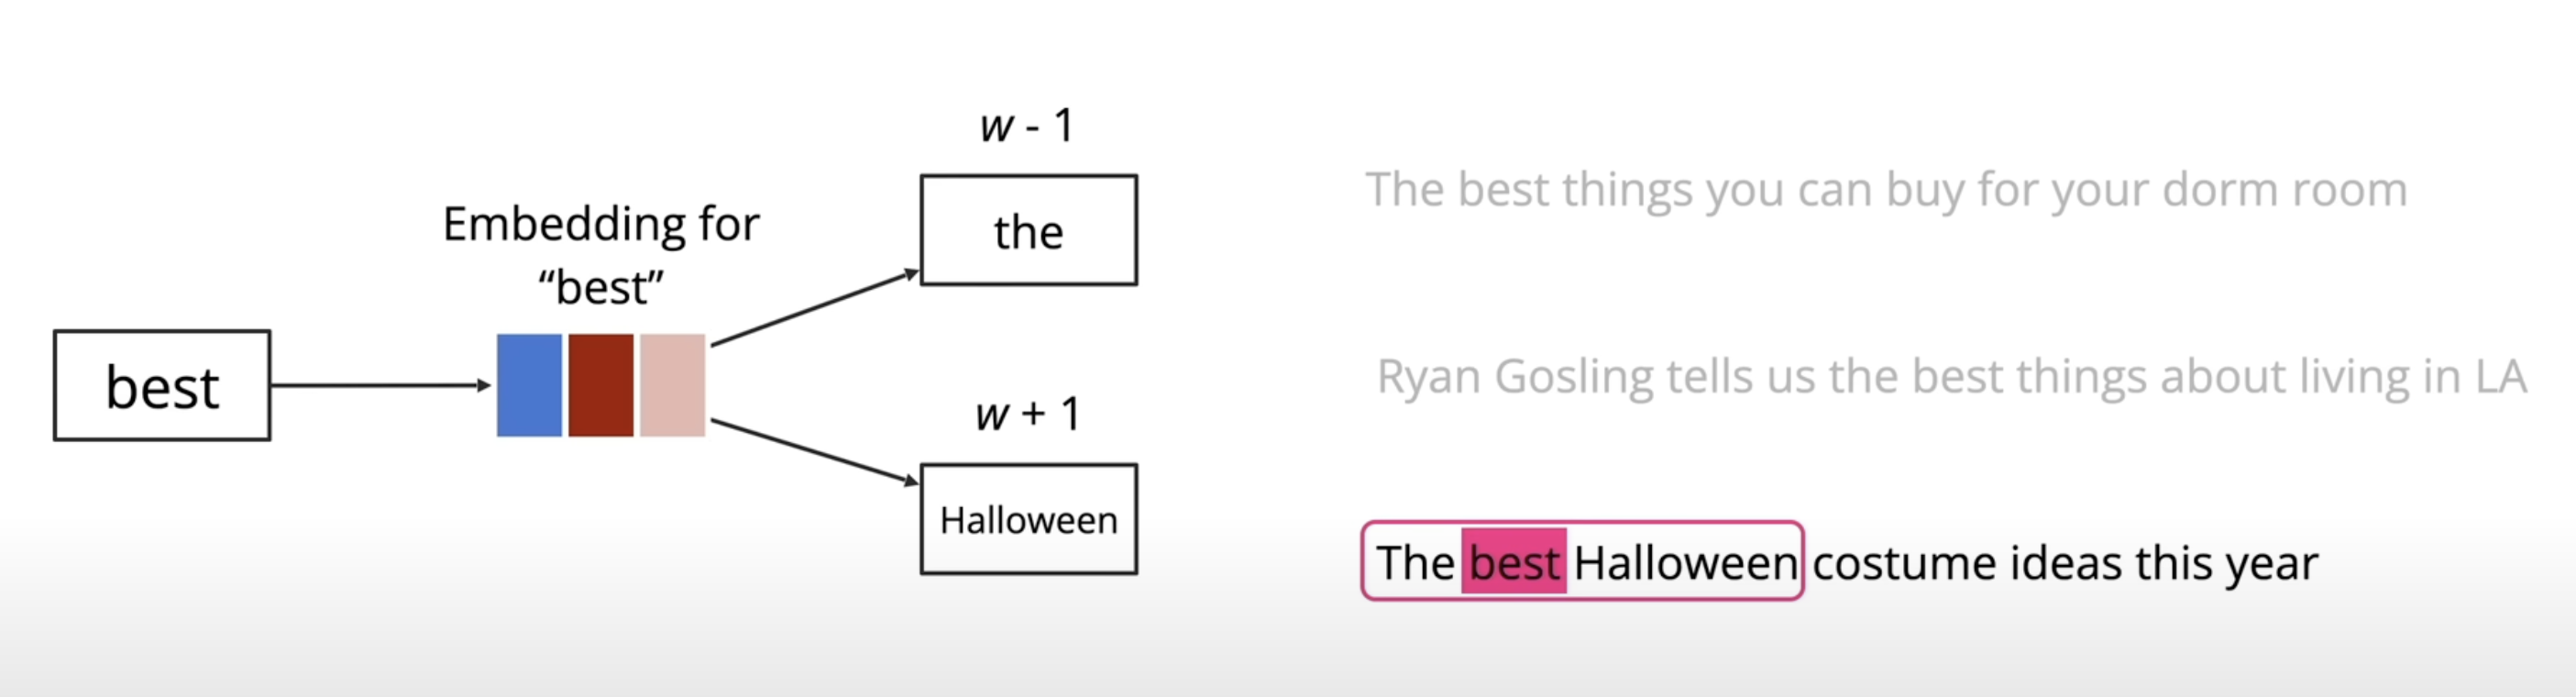 best
Embedding for
“best”
w - 1
the
w + 1
Halloween
The best things you can buy for your dorm room
Ryan Gosling tells us the best things about living in LA
The best Halloween costume ideas this year